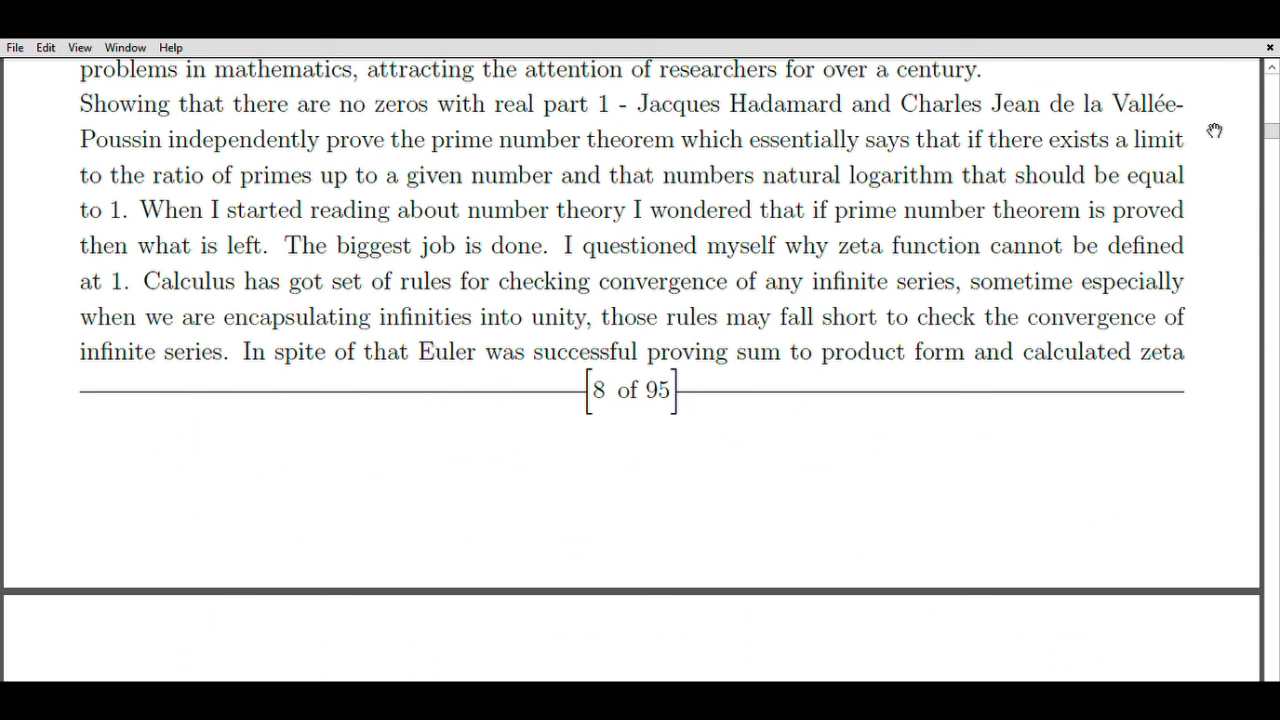 File Edit View Window Help
problems in mathematics, attracting the attention of researchers for over a century.
Showing that there are no zeros with real part 1 - Jacques Hadamard and Charles Jean de la Vallée-
Poussin independently prove the prime number theorem which essentially says that if there exists a limit
to the ratio of primes up to a given number and that numbers natural logarithm that should be equal
to 1. When I started reading about number theory I wondered that if prime number theorem is proved
then what is left. The biggest job is done. I questioned myself why zeta function cannot be defined
at 1. Calculus has got set of rules for checking convergence of any infinite series, sometime especially
when we are encapsulating infinities into unity, those rules may fall short to check the convergence of
infinite series. In spite of that Euler was successful proving sum to product form and calculated zeta
[8 of 95]